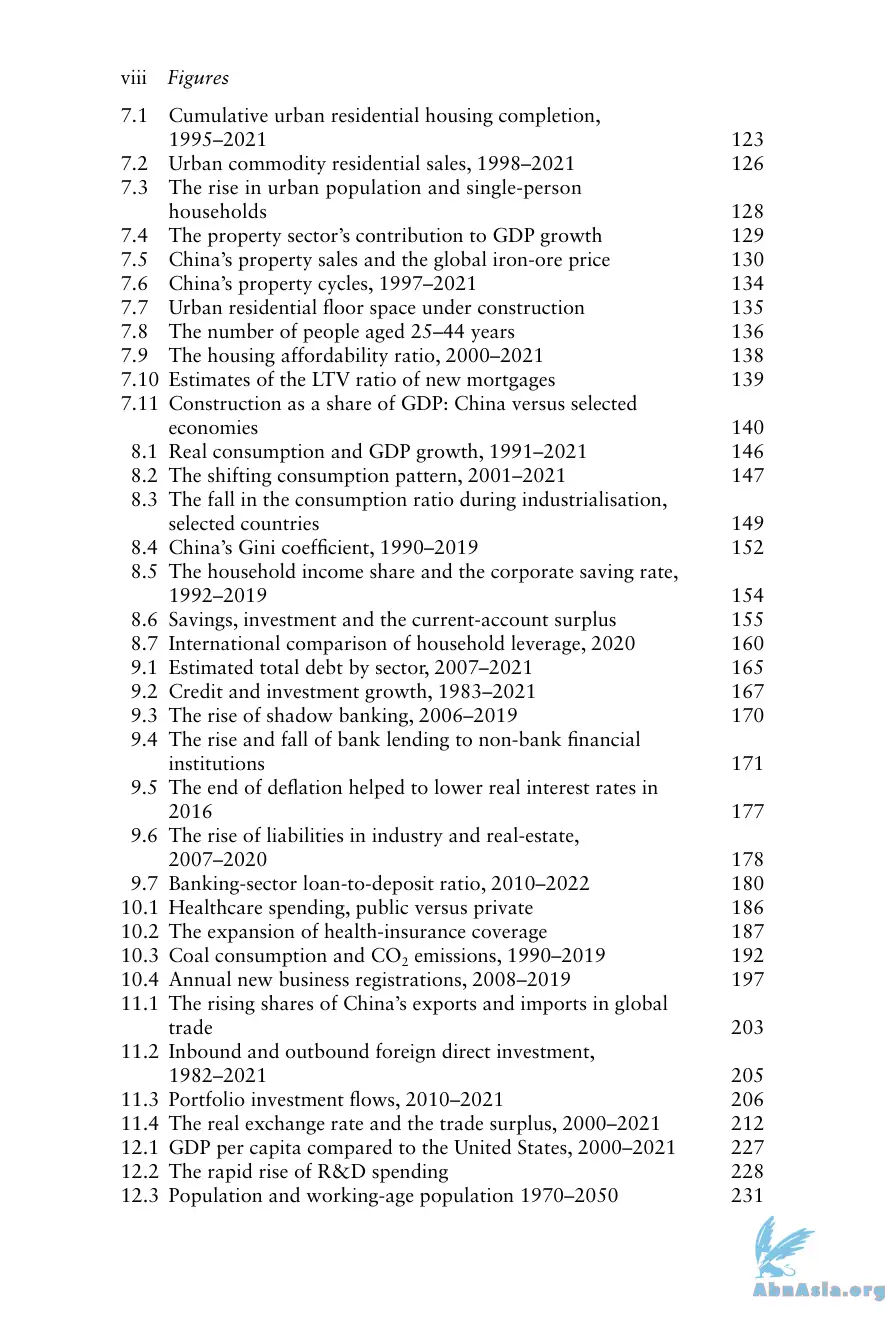 viii Figures
7.1 Cumulative urban residential housing completion,
1995–2021 123
7.2 Urban commodity residential sales, 1998–2021 126
7.3 The rise in urban population and single-person
households 128
7.4 The property sector’s contribution to GDP growth 129
7.5 China’s property sales and the global iron-ore price 130
7.6 China’s property cycles, 1997–2021 134
7.7 Urban residential floor space under construction 135
7.8 The number of people aged 25–44 years 136
7.9 The housing affordability ratio, 2000–2021 138
7.10 Estimates of the LTV ratio of new mortgages 139
7.11 Construction as a share of GDP: China versus selected
economies 140
8.1 Real consumption and GDP growth, 1991–2021 146
8.2 The shifting consumption pattern, 2001–2021 147
8.3 The fall in the consumption ratio during industrialisation,
selected countries 149
8.4 China’s Gini coefficient, 1990–2019 152
8.5 The household income share and the corporate saving rate,
1992–2019 154
8.6 Savings, investment and the current-account surplus 155
8.7 International comparison of household leverage, 2020 160
9.1 Estimated total debt by sector, 2007–2021 165
9.2 Credit and investment growth, 1983–2021 167
9.3 The rise of shadow banking, 2006–2019 170
9.4 The rise and fall of bank lending to non-bank financial
institutions 171
9.5 The end of deflation helped to lower real interest rates in
2016 177
9.6 The rise of liabilities in industry and real-estate,
2007–2020 178
9.7 Banking-sector loan-to-deposit ratio, 2010–2022 180
10.1 Healthcare spending, public versus private 186
10.2 The expansion of health-insurance coverage 187
10.3 Coal consumption and CO₂ emissions, 1990–2019 192
10.4 Annual new business registrations, 2008–2019 197
11.1 The rising shares of China’s exports and imports in global
trade 203
11.2 Inbound and outbound foreign direct investment,
1982–2021 205
11.3 Portfolio investment flows, 2010–2021 206
11.4 The real exchange rate and the trade surplus, 2000–2021 212
12.1 GDP per capita compared to the United States, 2000–2021 227
12.2 The rapid rise of R&D spending 228
12.3 Population and working-age population 1970–2050 231
AbnAsia.org